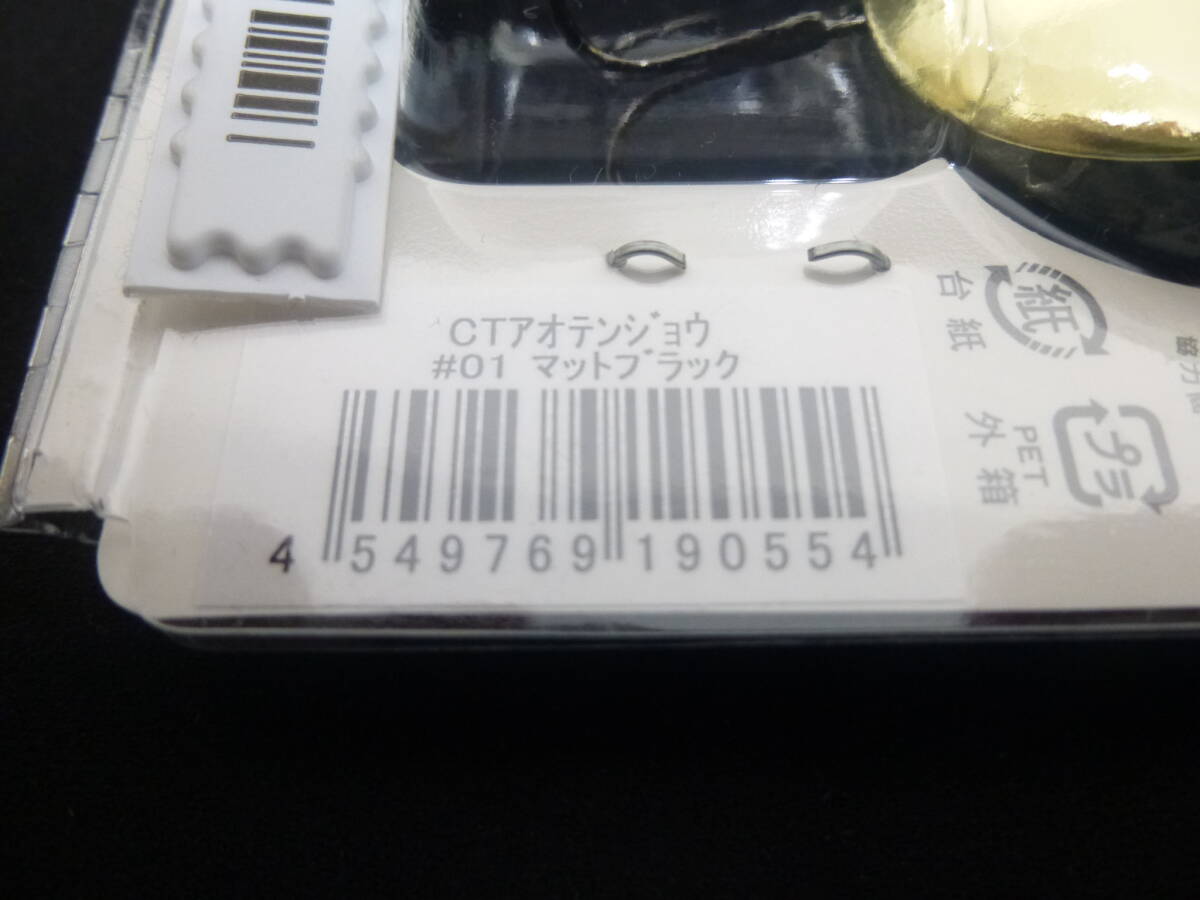 CTアオテンジョウ
#01 マットブラック
4 549769 190554
紙
台紙
プラ
PET
外箱